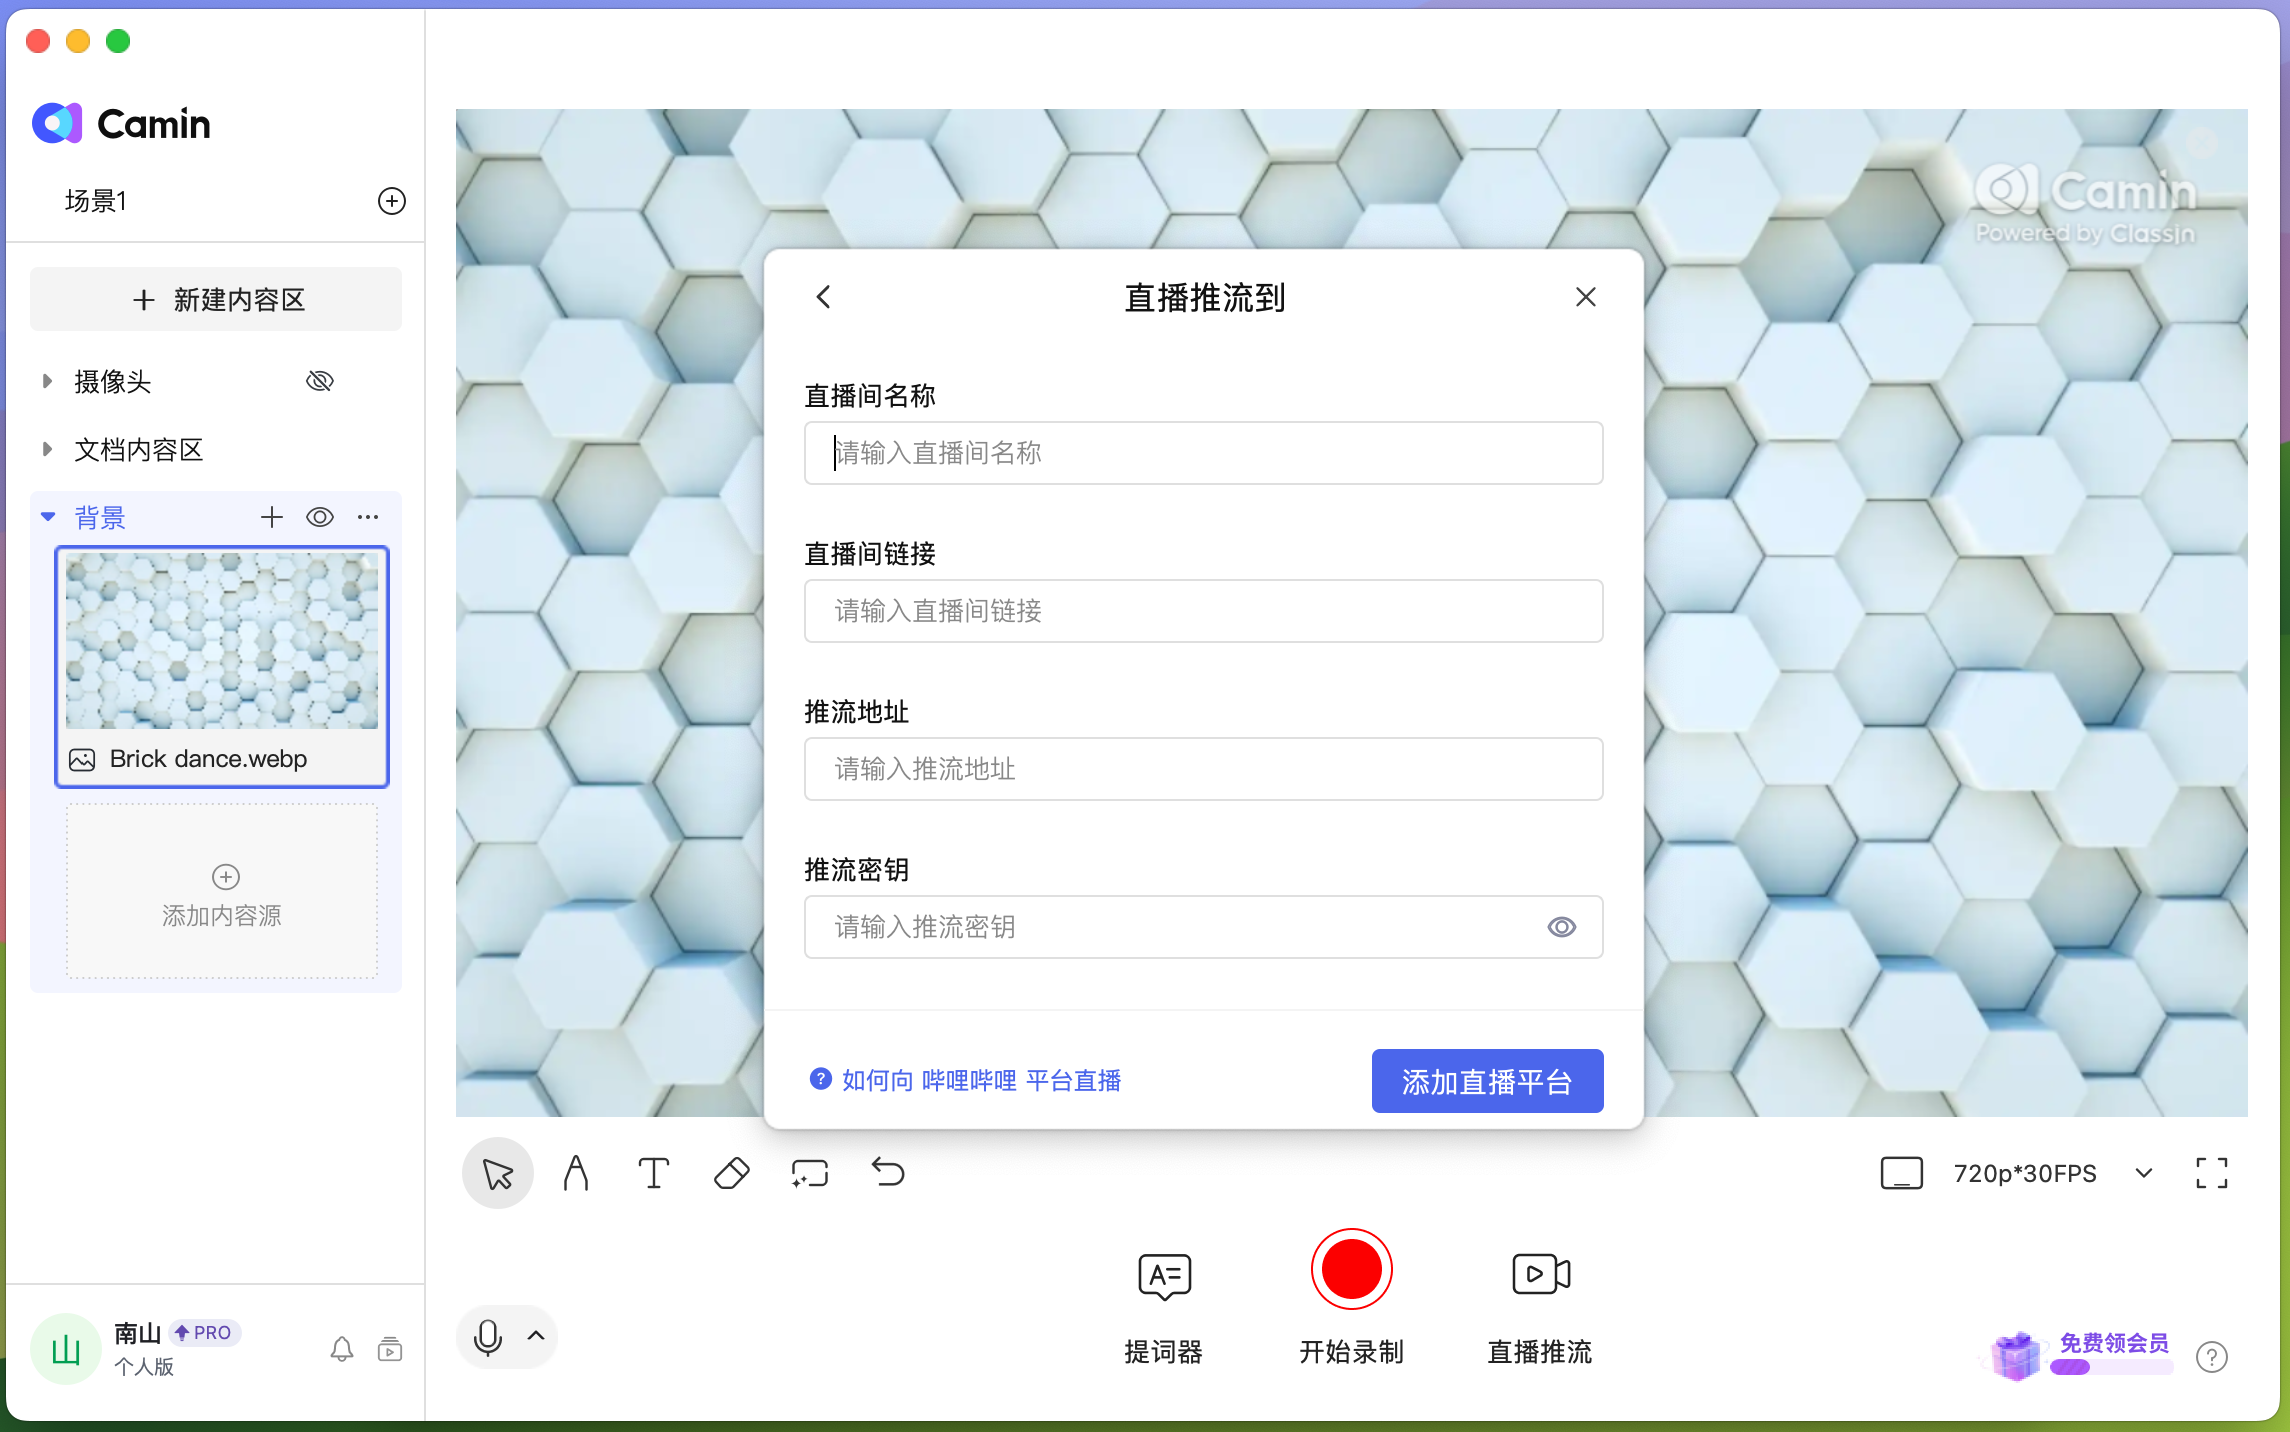 Camin
场景1
新建内容区
摄像头
文档内容区
背景
Brick dance.webp
添加内容源
山
南山
PRO
个人版
Camin
Powered by ClassIn
直播推流到
直播间名称
请输入直播间名称
直播间链接
请输入直播间链接
推流地址
请输入推流地址
推流密钥
请输入推流密钥
如何向 哔哩哔哩 平台直播
添加直播平台
720p*30FPS
提词器
开始录制
直播推流
免费领会员